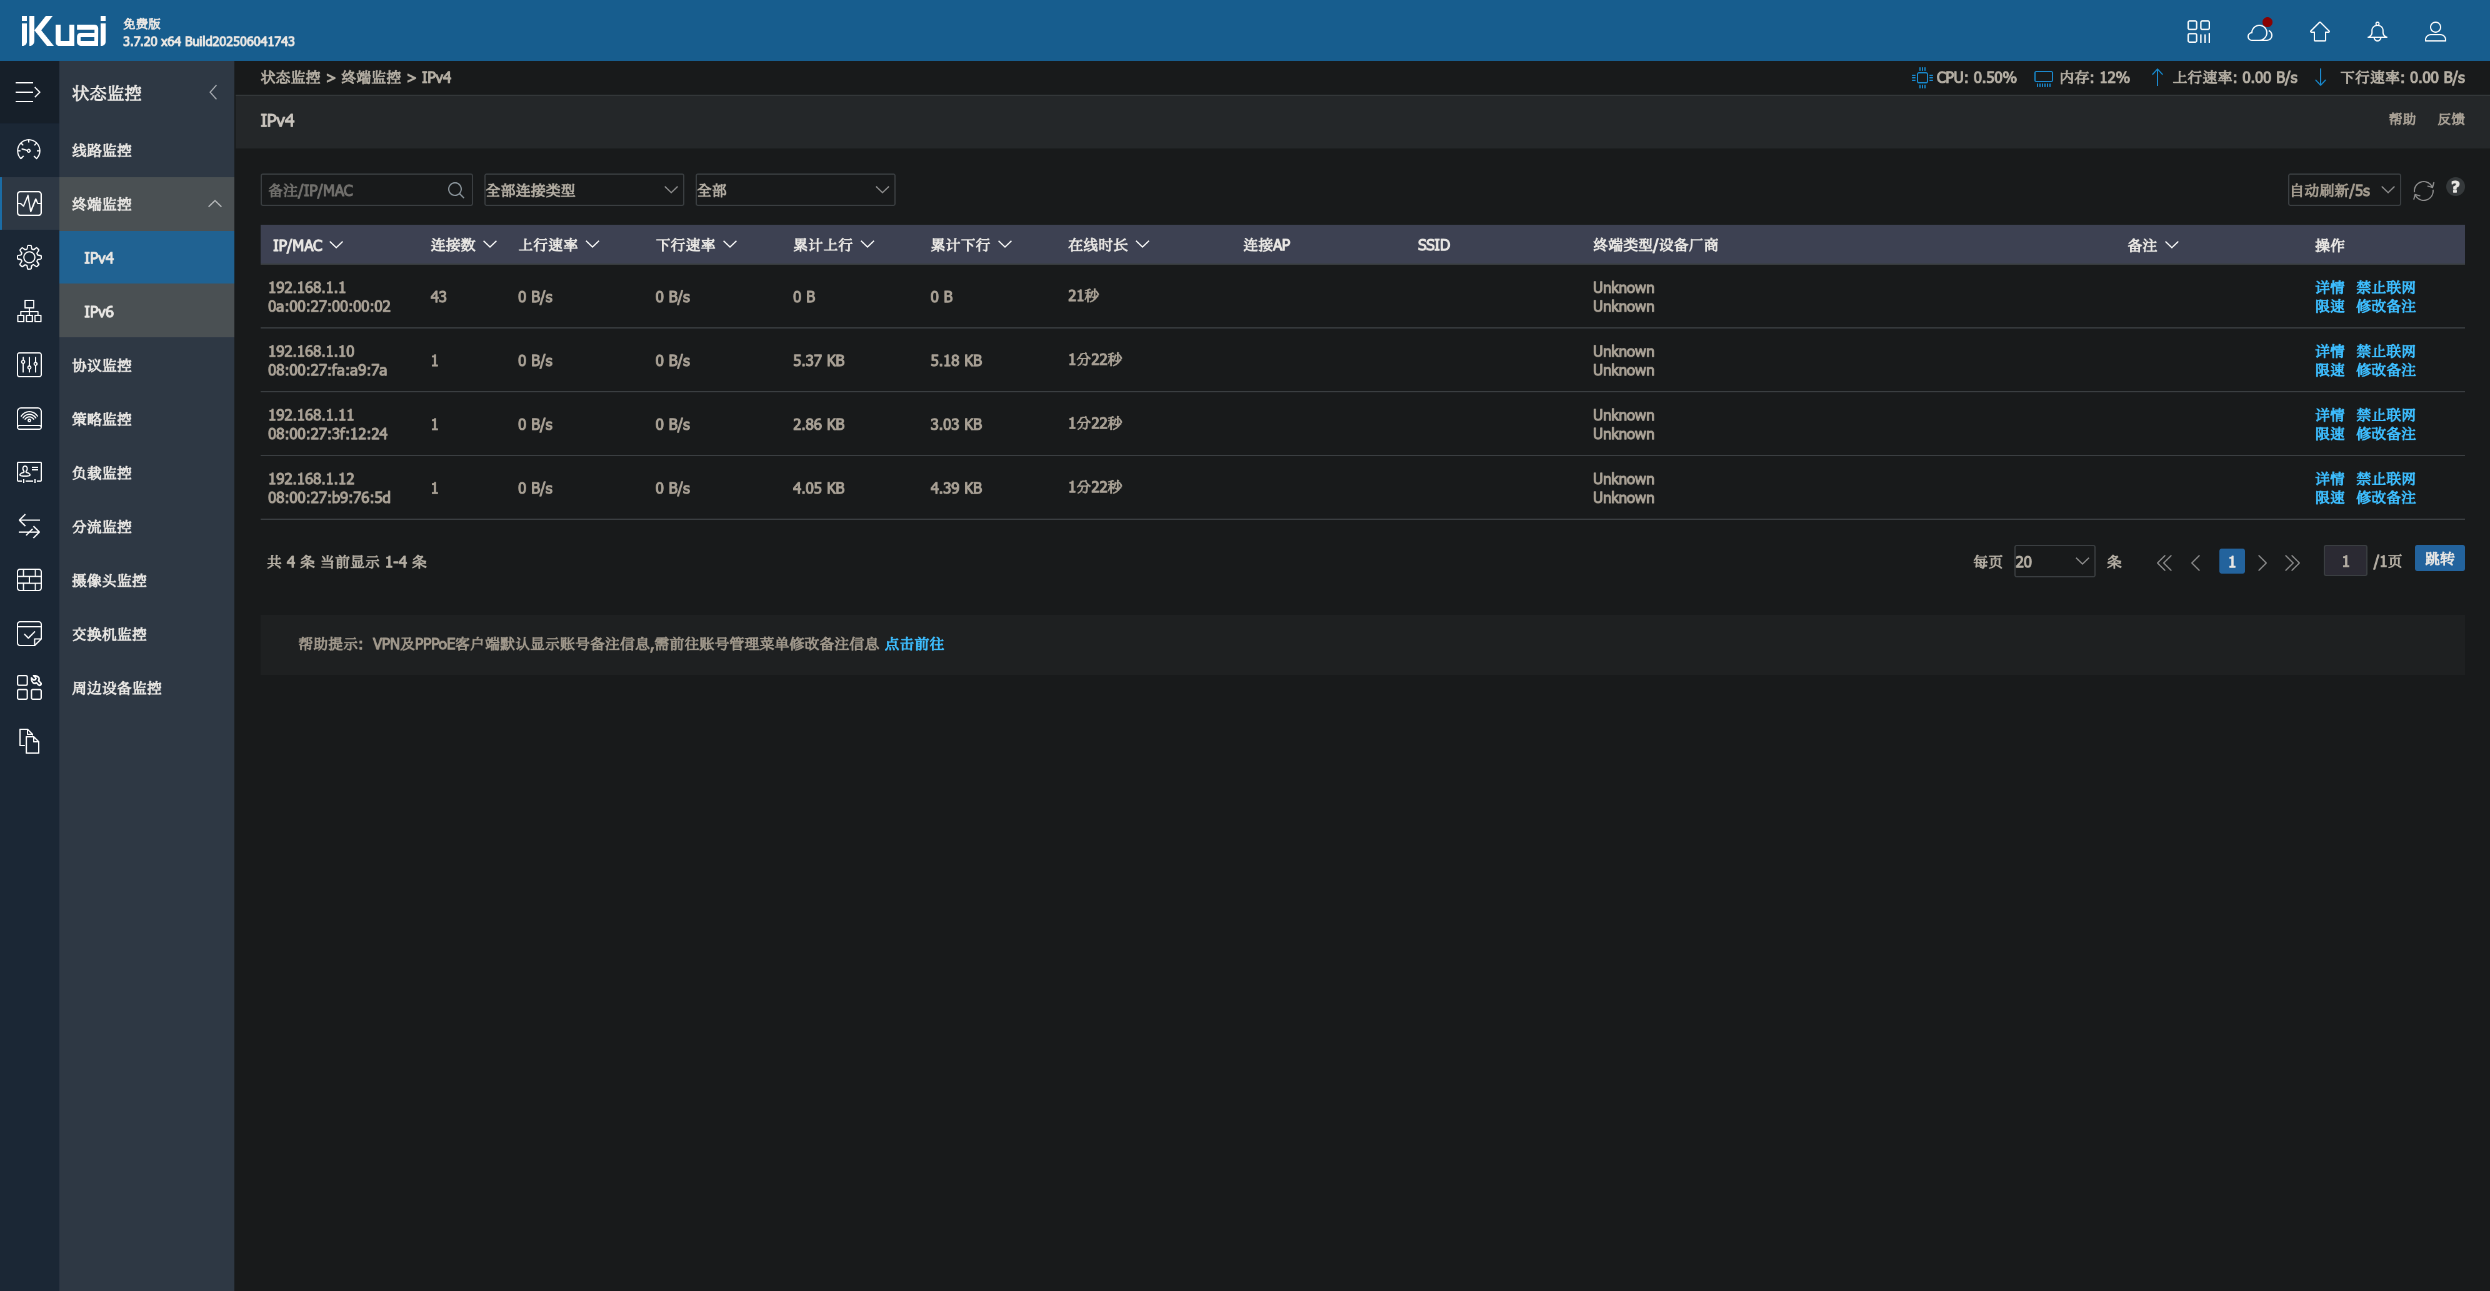 iKuai
免费版
3.7.20 x64 Build202506041743
状态监控
线路监控
终端监控
IPv4
IPv6
协议监控
策略监控
负载监控
分流监控
摄像头监控
交换机监控
周边设备监控
状态监控 > 终端监控 > IPv4
CPU: 0.50% 内存: 12% 上行速率: 0.00 B/s 下行速率: 0.00 B/s
IPv4
帮助 反馈
备注/IP/MAC 全部连接类型 全部 自动刷新/5s ?
IP/MAC 连接数 上行速率 下行速率 累计上行 累计下行 在线时长 连接AP SSID 终端类型/设备厂商 备注 操作
192.168.1.1 Unknown 详情 禁止联网
43 0 B/s 0 B/s 0 B 0 B 21秒
0a:00:27:00:00:02 Unknown 限速 修改备注
192.168.1.10 Unknown 详情 禁止联网
1 0 B/s 0 B/s 5.37 KB 5.18 KB 1分22秒
08:00:27:fa:a9:7a Unknown 限速 修改备注
192.168.1.11 Unknown 详情 禁止联网
1 0 B/s 0 B/s 2.86 KB 3.03 KB 1分22秒
08:00:27:3f:12:24 Unknown 限速 修改备注
192.168.1.12 Unknown 详情 禁止联网
1 0 B/s 0 B/s 4.05 KB 4.39 KB 1分22秒
08:00:27:b9:76:5d Unknown 限速 修改备注
共 4 条 当前显示 1-4 条 每页 20 条 1 1 /1页 跳转
帮助提示: VPN及PPPoE客户端默认显示账号备注信息,需前往账号管理菜单修改备注信息 点击前往